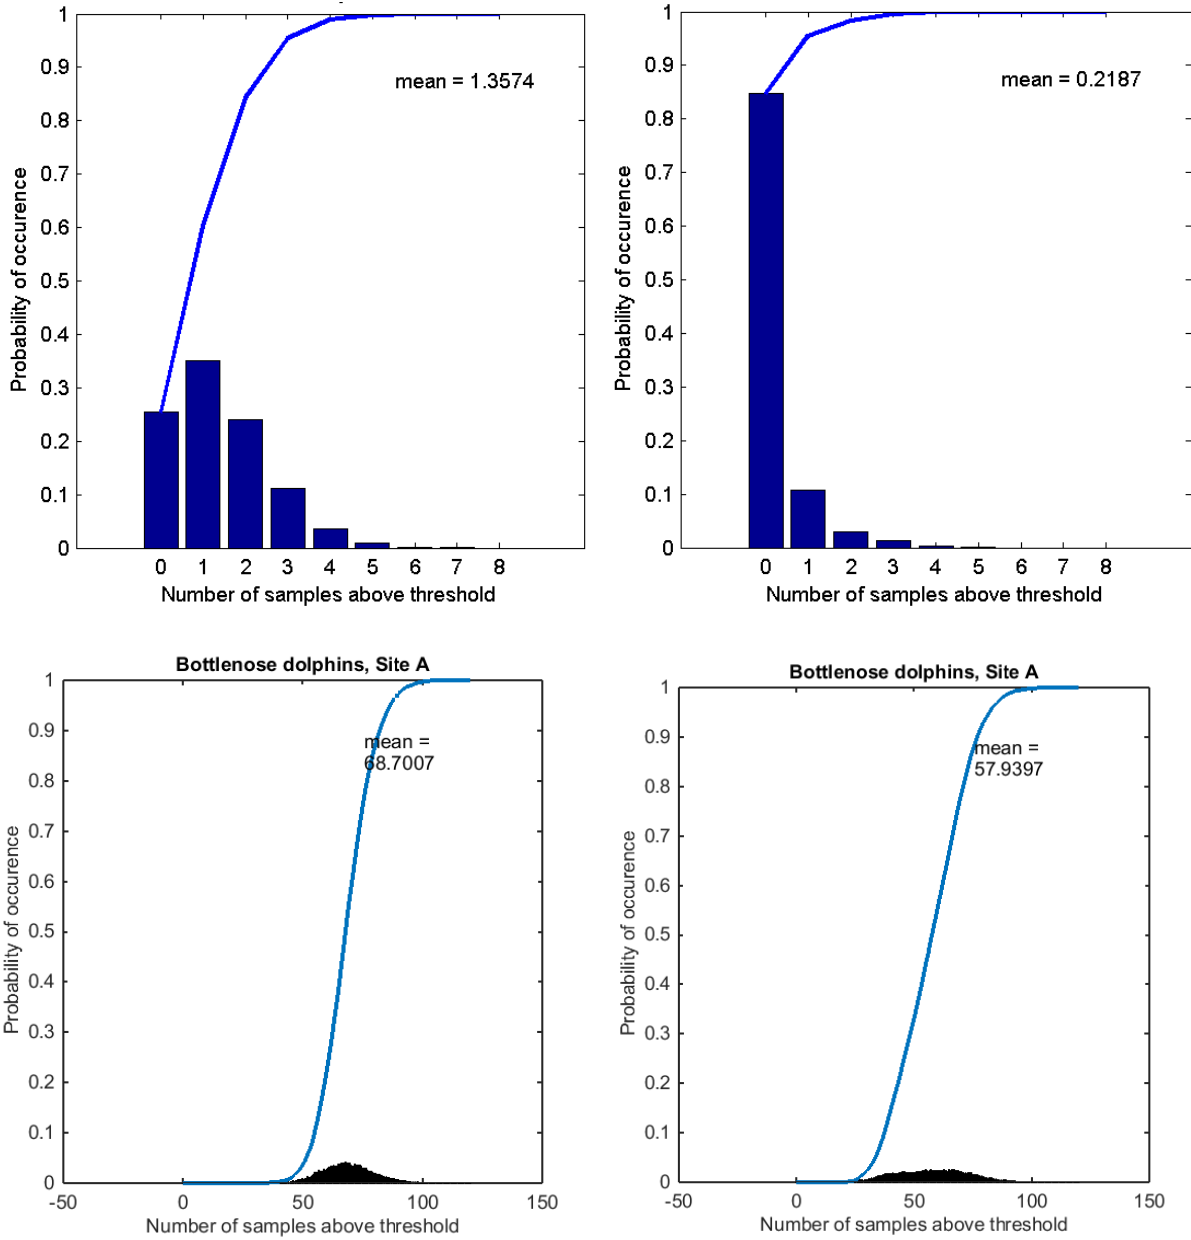 1
0.9
0.8
0.7
0.6
0.5
0.4
0.3
0.2
0.1
0
Probability of occurence
mean = 1.3574
0 1 2 3 4 5 6 7 8
Number of samples above threshold
1
0.9
0.8
0.7
0.6
0.5
0.4
0.3
0.2
0.1
0
Probability of occurence
mean = 0.2187
0 1 2 3 4 5 6 7 8
Number of samples above threshold
Bottlenose dolphins, Site A
1
0.9
0.8
0.7
0.6
0.5
0.4
0.3
0.2
0.1
0
Probability of occurence
mean =
68.7007
-50 0 50 100 150
Number of samples above threshold
Bottlenose dolphins, Site A
1
0.9
0.8
0.7
0.6
0.5
0.4
0.3
0.2
0.1
0
Probability of occurence
mean =
57.9397
-50 0 50 100 150
Number of samples above threshold